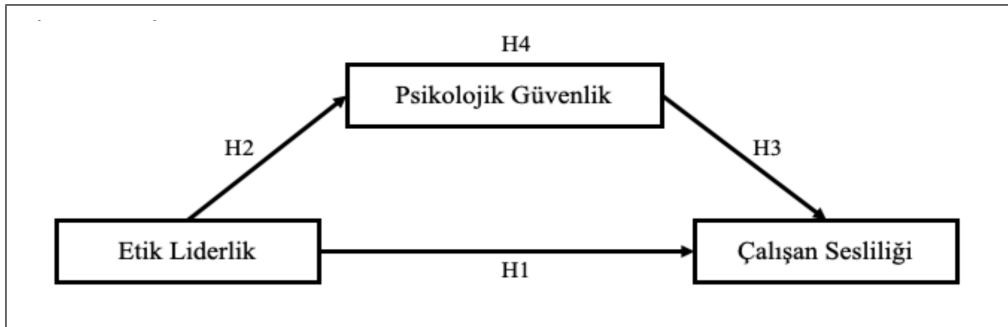 H4
Psikolojik Güvenlik
H2
H3
Etik Liderlik
Çalışan Sesliliği
H1